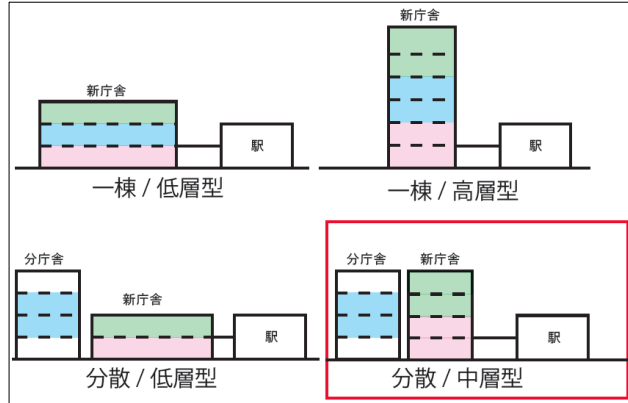 新庁舎
駅
一棟 / 低層型
新庁舎
駅
一棟 / 高層型
分庁舎
新庁舎
駅
分散 / 低層型
分庁舎
新庁舎
駅
分散 / 中層型